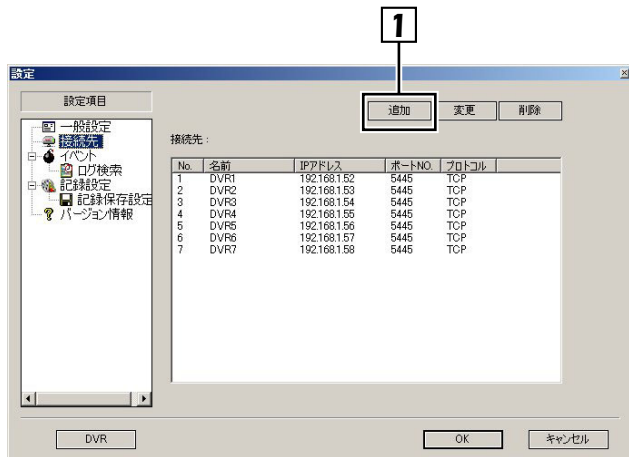 1
設定
設定項目
追加 変更 削除
一般設定
接続先
イベント
ログ検索
記録設定
記録保存設定
バージョン情報
接続先:
No. 名前 IPアドレス ポートNO. プロトコル
1 DVR1 192.168.1.52 5445 TCP
2 DVR2 192.168.1.53 5445 TCP
3 DVR3 192.168.1.54 5445 TCP
4 DVR4 192.168.1.55 5445 TCP
5 DVR5 192.168.1.56 5445 TCP
6 DVR6 192.168.1.57 5445 TCP
7 DVR7 192.168.1.58 5445 TCP
DVR OK キャンセル